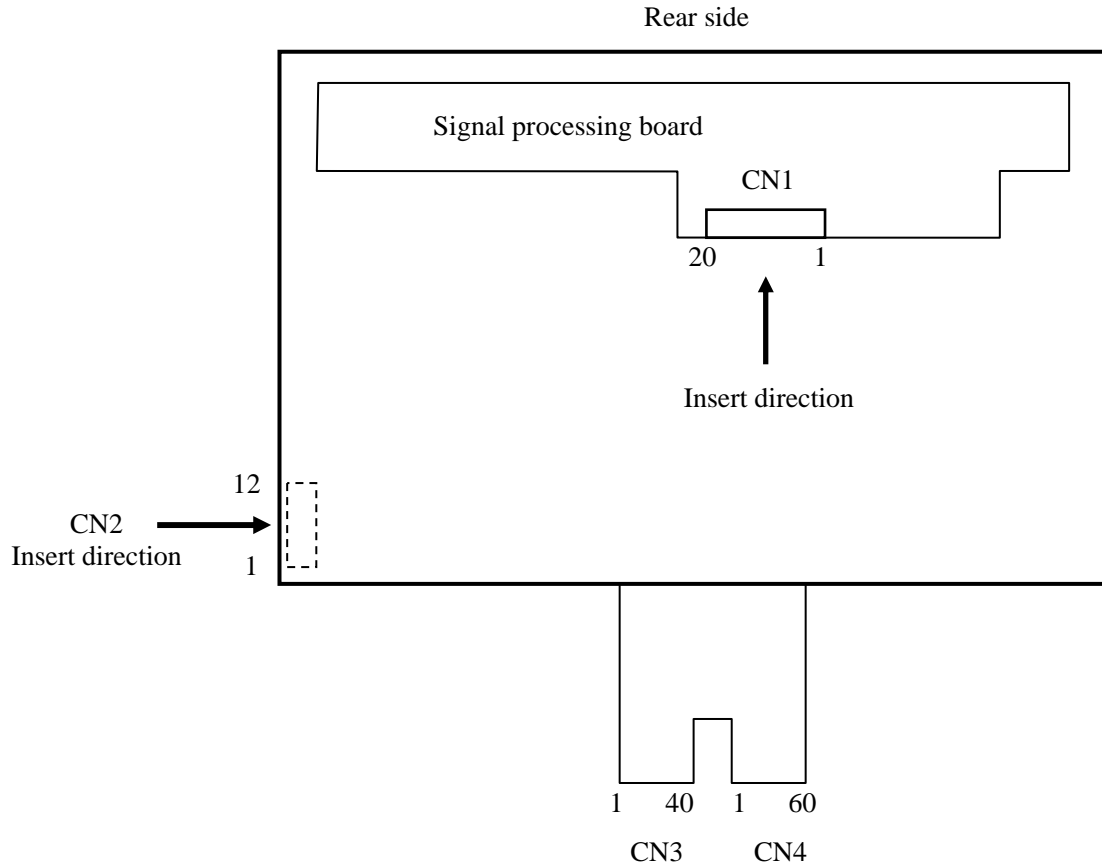 Rear side
Signal processing board
CN1
20 1
Insert direction
12
CN2
Insert direction
1
1 40 1 60
CN3 CN4